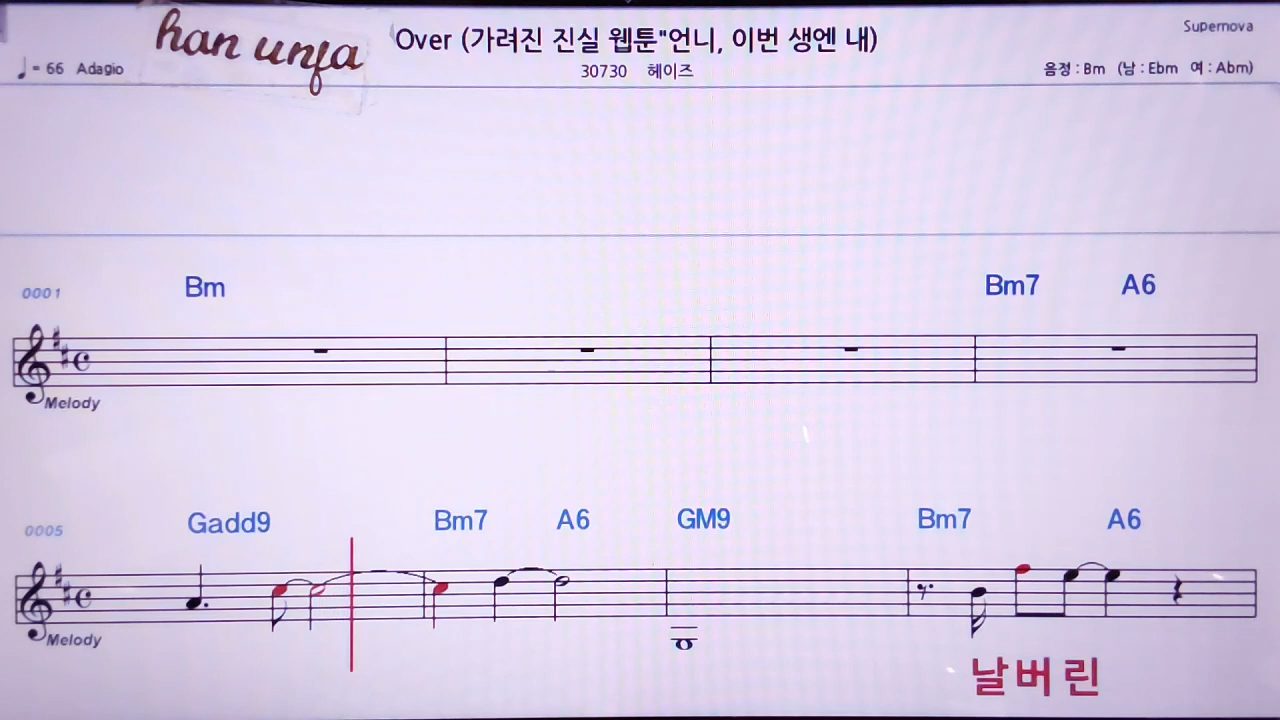 han unfa
Over (가려진 진실 웹툰"언니, 이번 생엔 내)
Supernova
♩= 66 Adagio
30730 헤이즈
음정 : Bm (남 : Ebm 여 : Abm)
0001 Bm Bm7 A6
Melody
0005 Gadd9 Bm7 A6 GM9 Bm7 A6
Melody
날 버 린